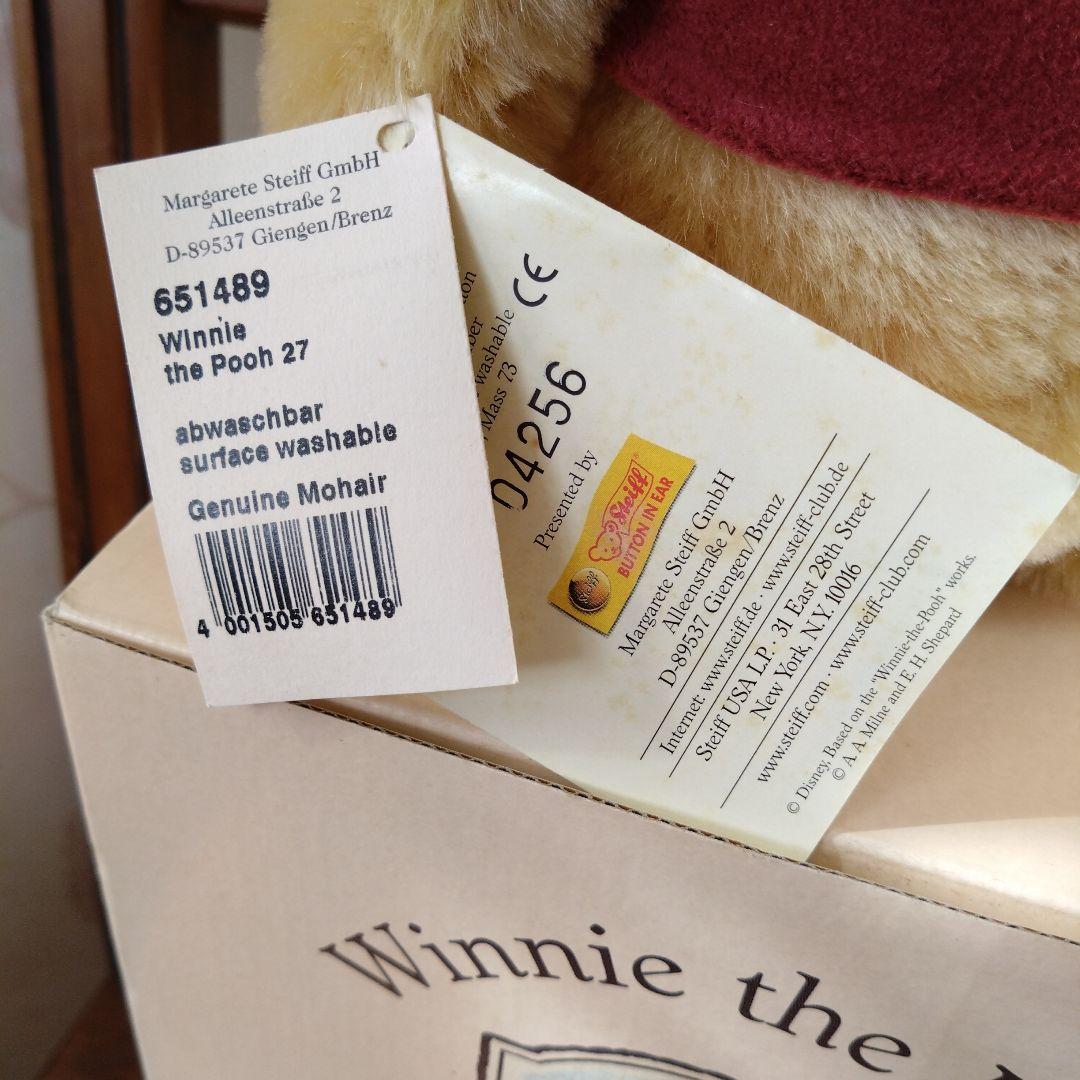 Margarete Steiff GmbH
Alleenstraße 2
D-89537 Giengen/Brenz
651489
Winnie
the Pooh 27
abwaschbar
surface washable
Genuine Mohair
4 001505 651489
washable
Mass 73
CE
04256
Presented by
Steiff
BUTTON IN EAR
Steiff
Margarete Steiff GmbH
Alleenstraße 2
D-89537 Giengen/Brenz
Internet: www.steiff.de · www.steiff-club.de
Steiff USA L.P. · 31 East 28th Street
New York, N.Y. 10016
www.steiff.com · www.steiff-club.com
© Disney, Based on the "Winnie-the-Pooh" works.
© A. A Milne and E. H. Shepard
Winnie the